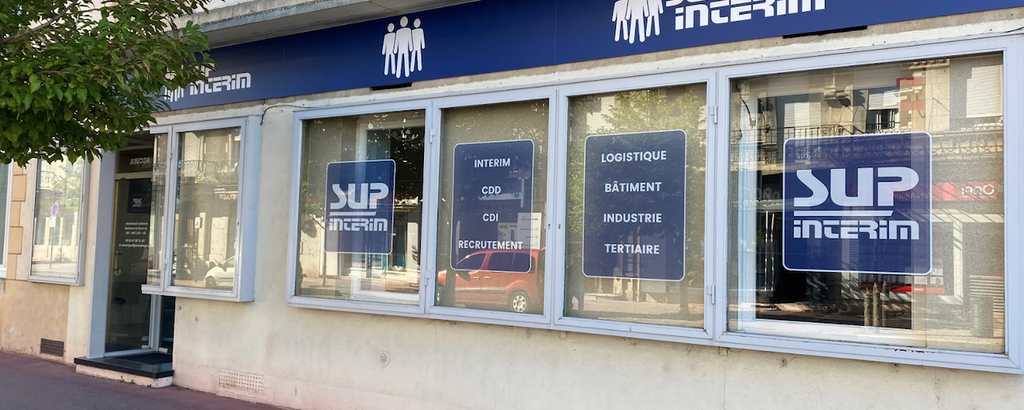 INTERIM
SUP
INTERIM
SUP
INTERIM
INTERIM
CDD
CDI
RECRUTEMENT
LOGISTIQUE
BÂTIMENT
INDUSTRIE
TERTIAIRE
SUP
INTERIM